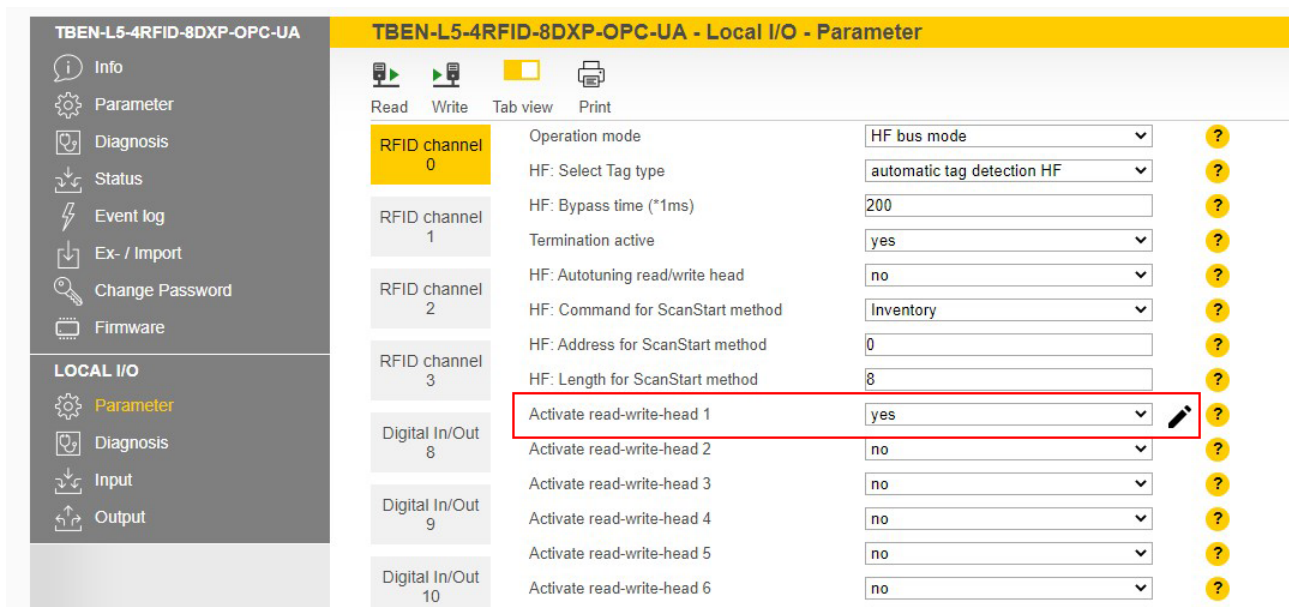 TBEN-L5-4RFID-8DXP-OPC-UA
Info
Parameter
Diagnosis
Status
Event log
Ex- / Import
Change Password
Firmware
LOCAL I/O
Parameter
Diagnosis
Input
Output
TBEN-L5-4RFID-8DXP-OPC-UA - Local I/O - Parameter
Read Write Tab view Print
RFID channel
0
RFID channel
1
RFID channel
2
RFID channel
3
Digital In/Out
8
Digital In/Out
9
Digital In/Out
10
Operation mode HF bus mode ?
HF: Select Tag type automatic tag detection HF ?
HF: Bypass time (*1ms) 200 ?
Termination active yes ?
HF: Autotuning read/write head no ?
HF: Command for ScanStart method Inventory ?
HF: Address for ScanStart method 0 ?
HF: Length for ScanStart method 8 ?
Activate read-write-head 1 yes ?
Activate read-write-head 2 no ?
Activate read-write-head 3 no ?
Activate read-write-head 4 no ?
Activate read-write-head 5 no ?
Activate read-write-head 6 no ?